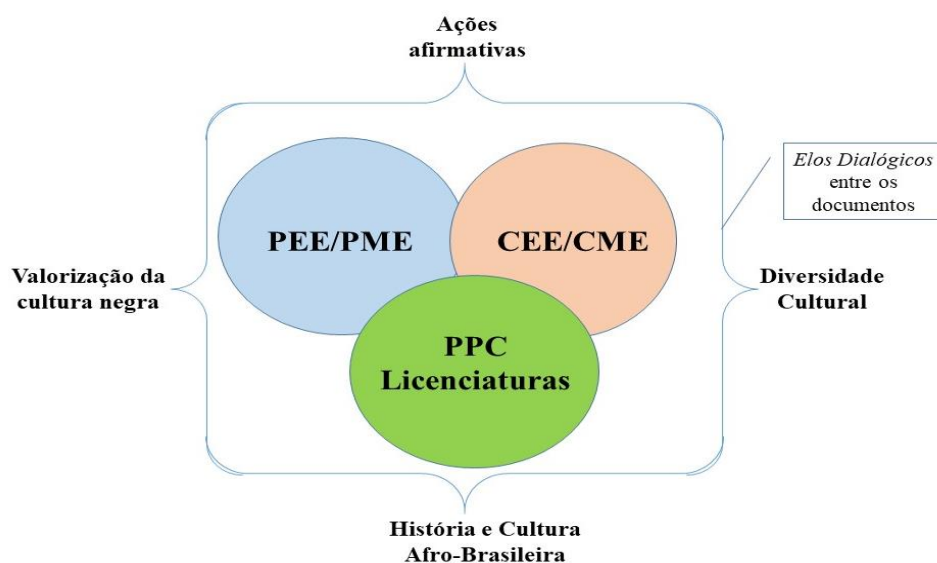 Ações
afirmativas
Elos Dialógicos
entre os
documentos
PEE/PME
CEE/CME
Valorização da
cultura negra
Diversidade
Cultural
PPC
Licenciaturas
História e Cultura
Afro-Brasileira